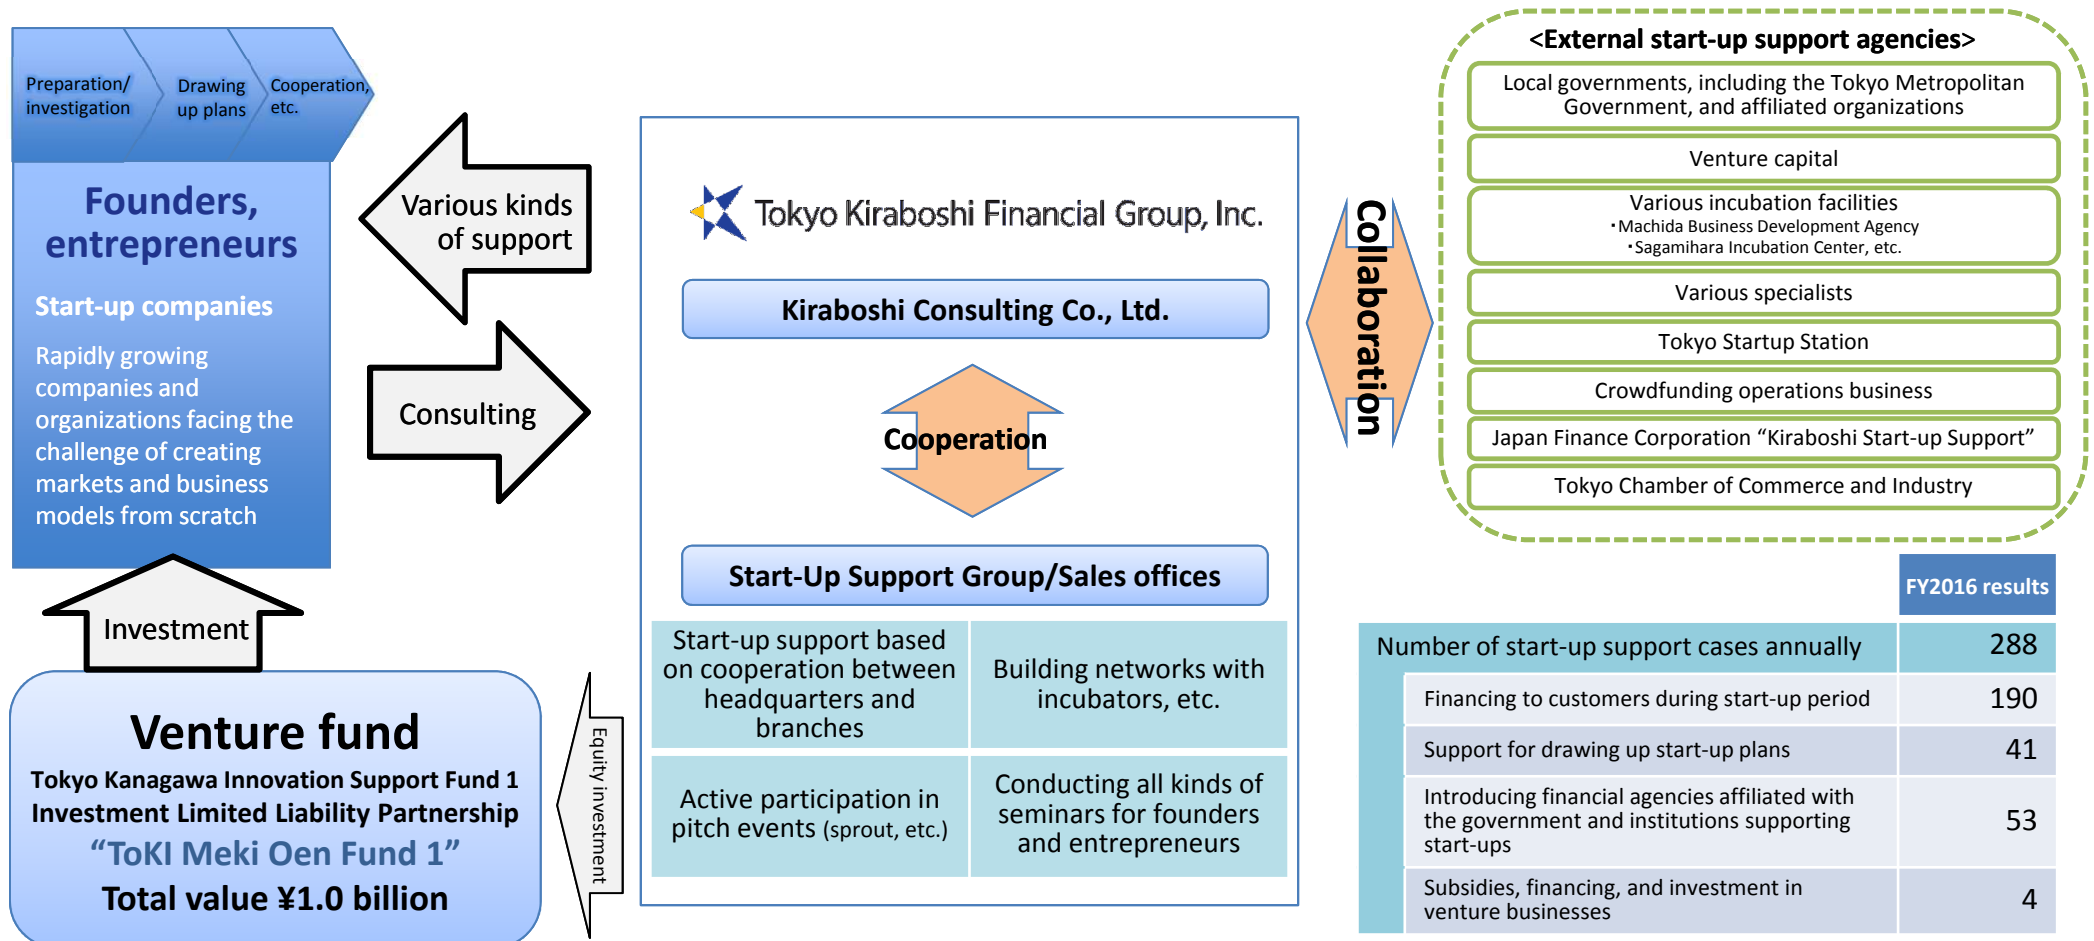 Preparation/
investigation
Drawing
up plans
Cooperation,
etc.
Founders,
entrepreneurs
Start-up companies
Rapidly growing
companies and
organizations facing the
challenge of creating
markets and business
models from scratch
Various kinds
of support
Consulting
Investment
Venture fund
Tokyo Kanagawa Innovation Support Fund 1
Investment Limited Liability Partnership
“ToKI Meki Oen Fund 1”
Total value ¥1.0 billion
Equity investment
Tokyo Kiraboshi Financial Group, Inc.
Kiraboshi Consulting Co., Ltd.
Cooperation
Start-Up Support Group/Sales offices
Start-up support based
on cooperation between
headquarters and
branches
Building networks with
incubators, etc.
Active participation in
pitch events (sprout, etc.)
Conducting all kinds of
seminars for founders
and entrepreneurs
Collaboration
<External start-up support agencies>
Local governments, including the Tokyo Metropolitan
Government, and affiliated organizations
Venture capital
Various incubation facilities
・Machida Business Development Agency
・Sagamihara Incubation Center, etc.
Various specialists
Tokyo Startup Station
Crowdfunding operations business
Japan Finance Corporation “Kiraboshi Start-up Support”
Tokyo Chamber of Commerce and Industry
FY2016 results
Number of start-up support cases annually 288
Financing to customers during start-up period 190
Support for drawing up start-up plans 41
Introducing financial agencies affiliated with
the government and institutions supporting 53
start-ups
Subsidies, financing, and investment in
venture businesses 4